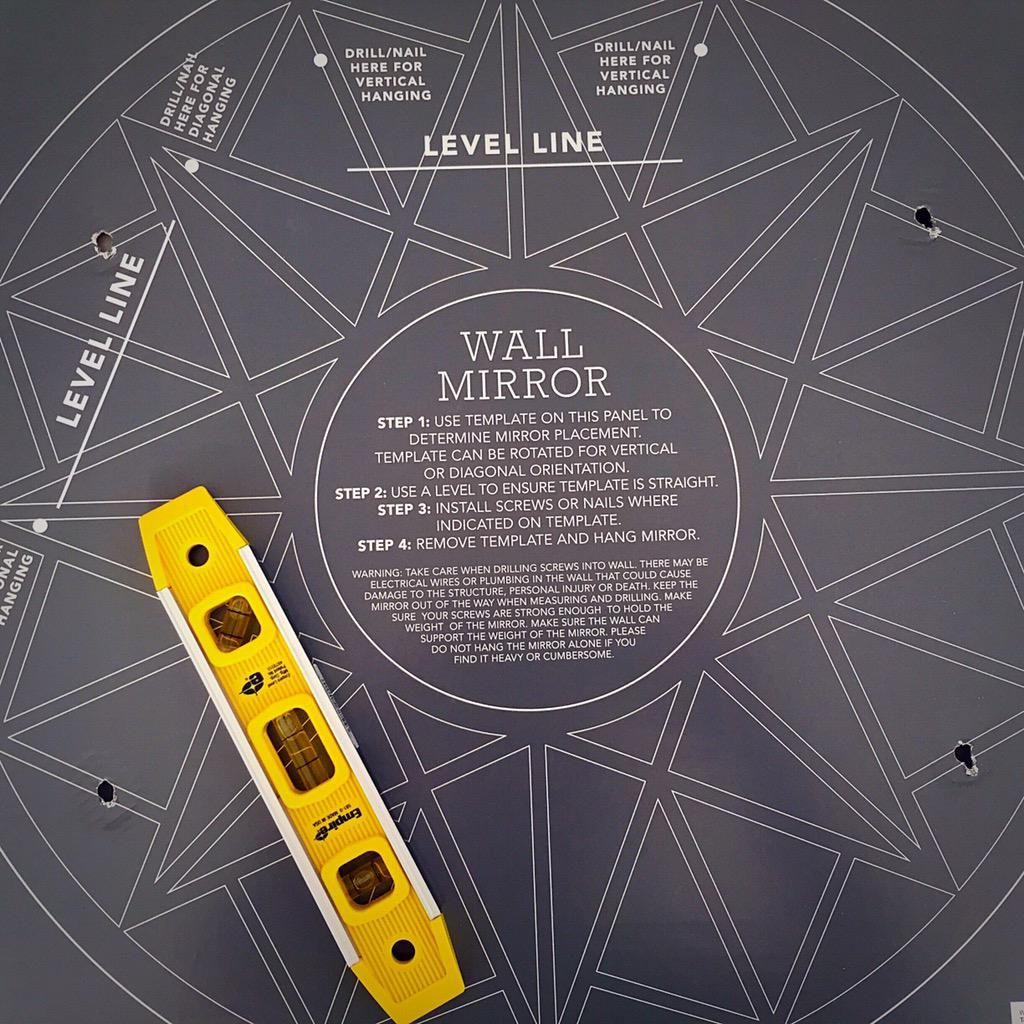 DRILL/NAIL
HERE FOR
VERTICAL
HANGING
DRILL/NAIL
HERE FOR
VERTICAL
HANGING
DRILL/NAIL
HERE FOR
DIAGONAL
HANGING
LEVEL LINE
LEVEL LINE
WALL
MIRROR
STEP 1: USE TEMPLATE ON THIS PANEL TO
DETERMINE MIRROR PLACEMENT.
TEMPLATE CAN BE ROTATED FOR VERTICAL
OR DIAGONAL ORIENTATION.
STEP 2: USE A LEVEL TO ENSURE TEMPLATE IS STRAIGHT.
STEP 3: INSTALL SCREWS OR NAILS WHERE
INDICATED ON TEMPLATE.
STEP 4: REMOVE TEMPLATE AND HANG MIRROR.
WARNING: TAKE CARE WHEN DRILLING SCREWS INTO WALL. THERE MAY BE
ELECTRICAL WIRES OR PLUMBING IN THE WALL THAT COULD CAUSE
DAMAGE TO THE STRUCTURE, PERSONAL INJURY OR DEATH. KEEP THE
MIRROR OUT OF THE WAY WHEN MEASURING AND DRILLING. MAKE
SURE YOUR SCREWS ARE STRONG ENOUGH TO HOLD THE
WEIGHT OF THE MIRROR. MAKE SURE THE WALL CAN
SUPPORT THE WEIGHT OF THE MIRROR. PLEASE
DO NOT HANG THE MIRROR ALONE IF YOU
FIND IT HEAVY OR CUMBERSOME.
ONAL
HANGING
e
Empire
MADE IN USA